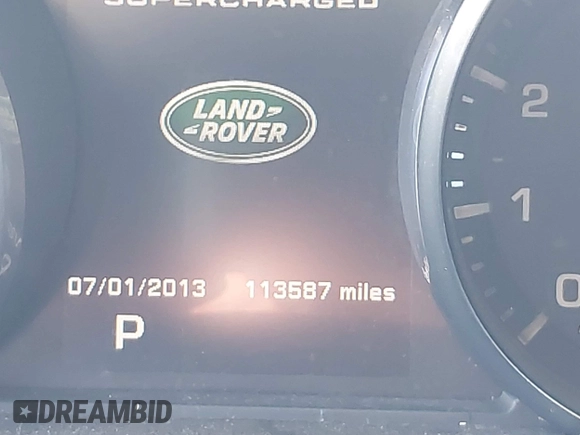 SUPERCHARGED
LAND
ROVER
2
1
0
07/01/2013 113587 miles
P
DREAMBID